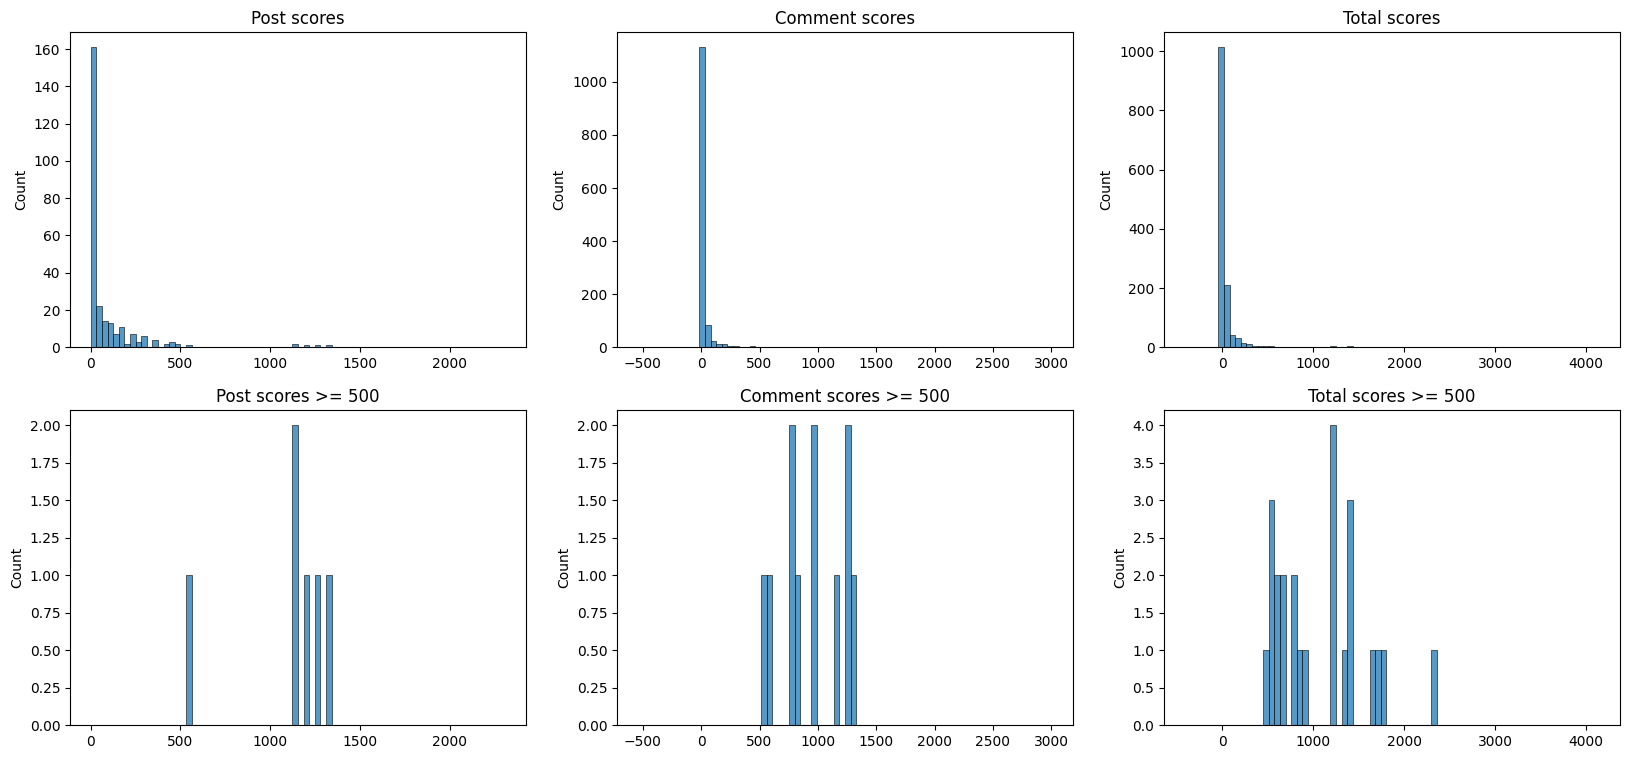 Post scores
Count
160
140
120
100
80
60
40
20
0
0 500 1000 1500 2000
Comment scores
Count
1000
800
600
400
200
0
−500 0 500 1000 1500 2000 2500 3000
Total scores
Count
1000
800
600
400
200
0
0 1000 2000 3000 4000
Post scores >= 500
Count
2.00
1.75
1.50
1.25
1.00
0.75
0.50
0.25
0.00
0 500 1000 1500 2000
Comment scores >= 500
Count
2.00
1.75
1.50
1.25
1.00
0.75
0.50
0.25
0.00
−500 0 500 1000 1500 2000 2500 3000
Total scores >= 500
Count
4.0
3.5
3.0
2.5
2.0
1.5
1.0
0.5
0.0
0 1000 2000 3000 4000